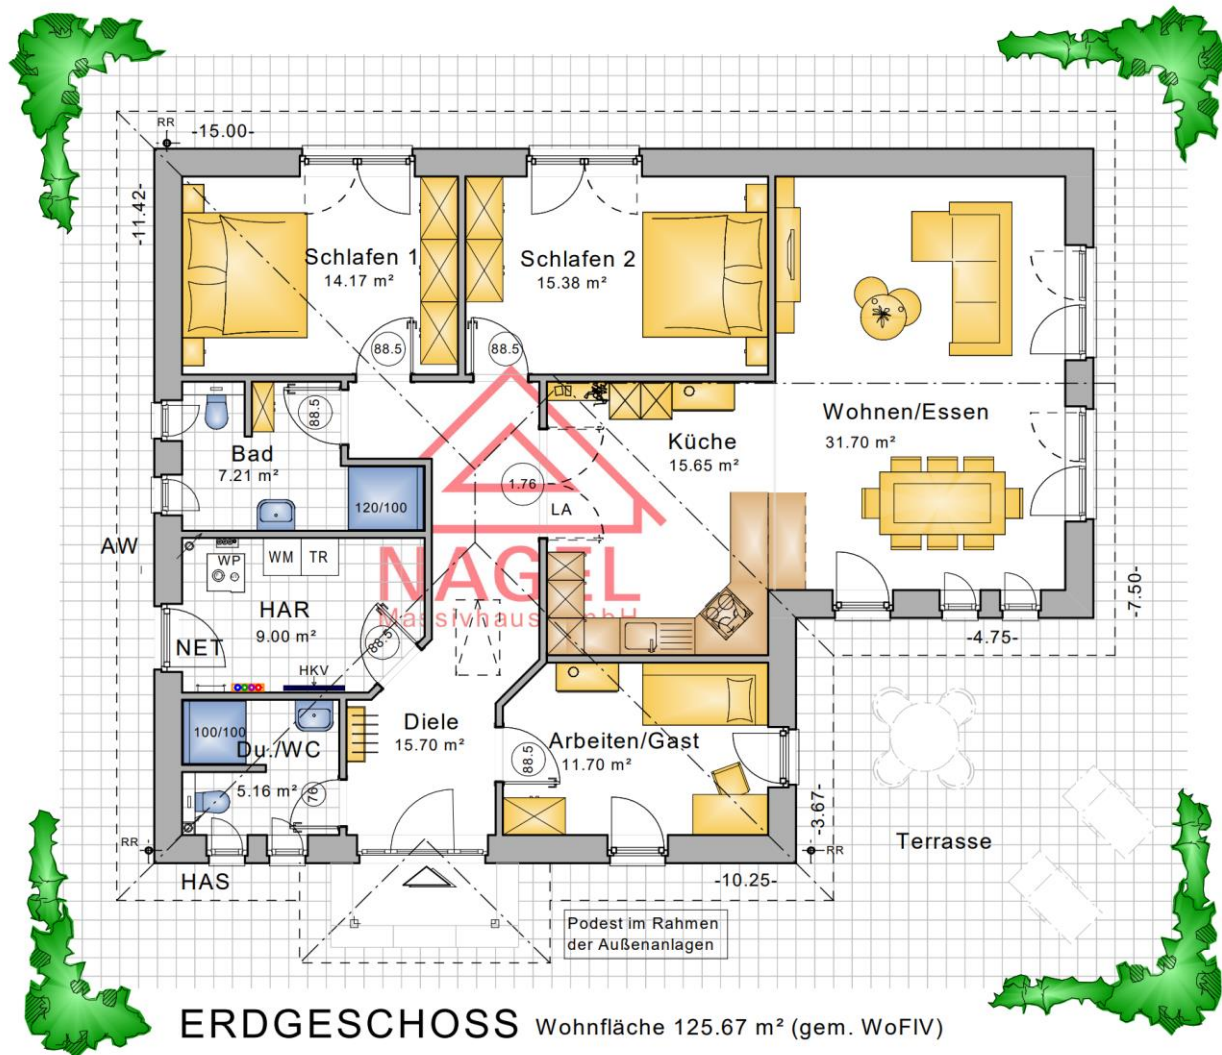 RR
-15.00-
-11.42-
Schlafen 1
14.17 m²
Schlafen 2
15.38 m²
88.5
88.5
88.5
Bad
7.21 m²
120/100
Küche
15.65 m²
Wohnen/Essen
31.70 m²
1.76
LA
AW
WP
WM
TR
NAGEL
Massivhaus GmbH
HAR
9.00 m²
NET
88.5
HKV
-7.50-
-4.75-
100/100
Du./WC
5.16 m²
76
Diele
15.70 m²
88.5
Arbeiten/Gast
11.70 m²
-3.67-
Terrasse
RR
RR
HAS
-10.25-
Podest im Rahmen
der Außenanlagen
ERDGESCHOSS Wohnfläche 125.67 m² (gem. WoFlV)